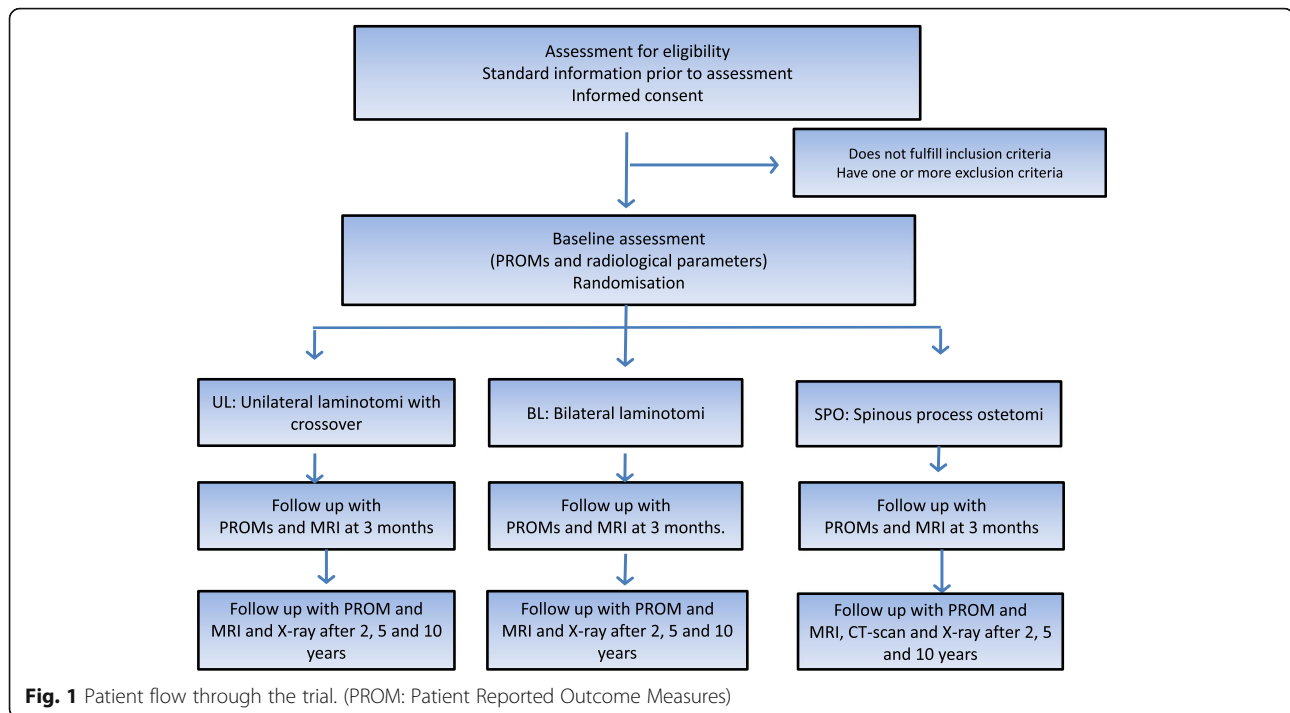 Assessment for eligibility
Standard information prior to assessment
Informed consent
Does not fulfill inclusion criteria
Have one or more exclusion criteria
Baseline assessment
(PROMs and radiological parameters)
Randomisation
UL: Unilateral laminotomi with
crossover
BL: Bilateral laminotomi
SPO: Spinous process ostetomi
Follow up with
PROMs and MRI at 3 months
Follow up with
PROMs and MRI at 3 months.
Follow up with
PROMs and MRI at 3 months
Follow up with PROM and
MRI and X-ray after 2, 5 and 10
years
Follow up with PROM and
MRI and X-ray after 2, 5 and 10
years
Follow up with PROM and
MRI, CT-scan and X-ray after 2, 5
and 10 years
Fig. 1 Patient flow through the trial. (PROM: Patient Reported Outcome Measures)